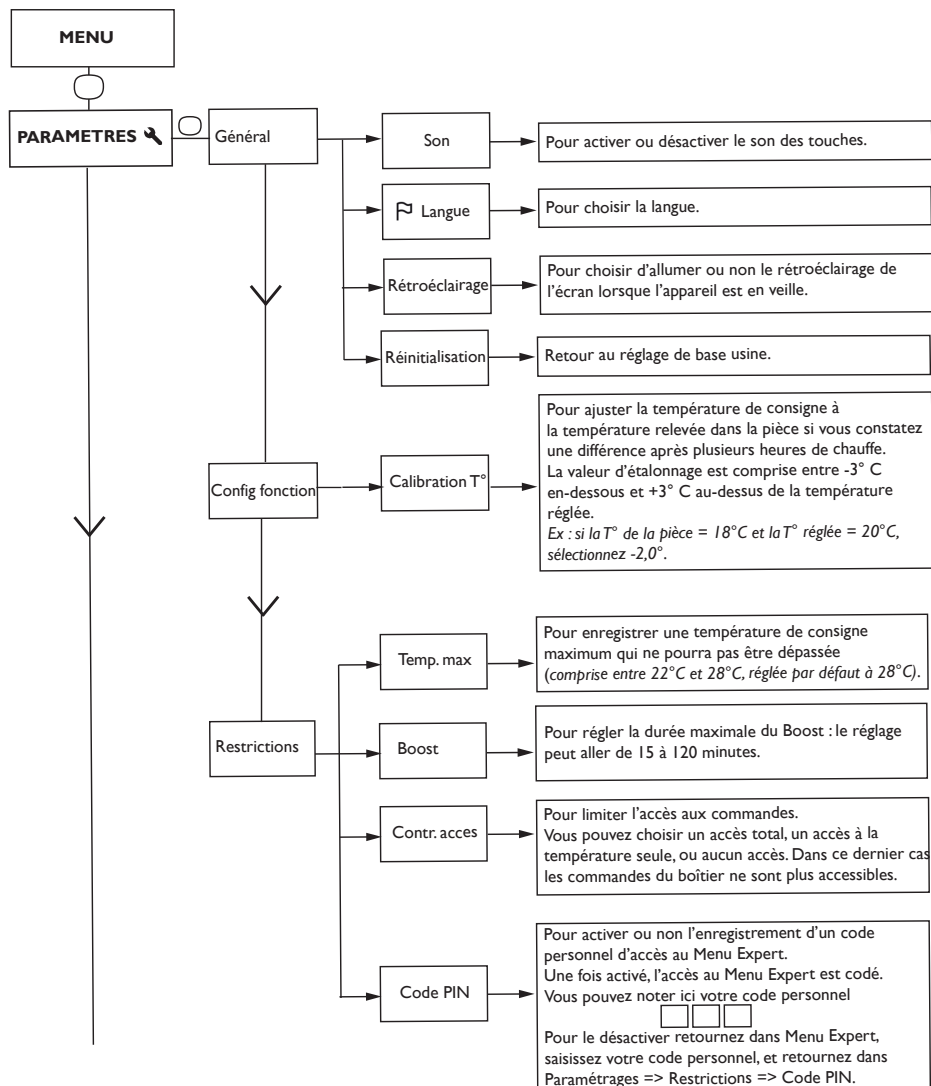 MENU
PARAMETRES
Général
Son
Pour activer ou désactiver le son des touches.
Langue
Pour choisir la langue.
Rétroéclairage
Pour choisir d'allumer ou non le rétroéclairage de
l'écran lorsque l'appareil est en veille.
Réinitialisation
Retour au réglage de base usine.
Config fonction
Calibration T°
Pour ajuster la température de consigne à
la température relevée dans la pièce si vous constatez
une différence après plusieurs heures de chauffe.
La valeur d'étalonnage est comprise entre -3° C
en-dessous et +3° C au-dessus de la température
réglée.
Ex : si la T° de la pièce = 18°C et la T° réglée = 20°C,
sélectionnez -2,0°.
Restrictions
Temp. max
Pour enregistrer une température de consigne
maximum qui ne pourra pas être dépassée
(comprise entre 22°C et 28°C, réglée par défaut à 28°C).
Boost
Pour régler la durée maximale du Boost : le réglage
peut aller de 15 à 120 minutes.
Contr. acces
Pour limiter l'accès aux commandes.
Vous pouvez choisir un accès total, un accès à la
température seule, ou aucun accès. Dans ce dernier cas
les commandes du boîtier ne sont plus accessibles.
Code PIN
Pour activer ou non l'enregistrement d'un code
personnel d'accès au Menu Expert.
Une fois activé, l'accès au Menu Expert est codé.
Vous pouvez noter ici votre code personnel
Pour le désactiver retournez dans Menu Expert,
saisissez votre code personnel, et retournez dans
Paramétrages => Restrictions => Code PIN.